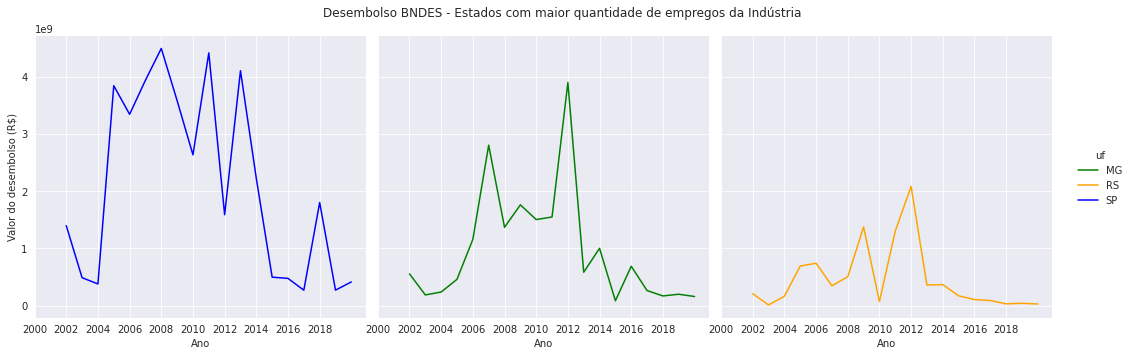 Desembolso BNDES - Estados com maior quantidade de empregos da Indústria
1e9
Valor do desembolso (R$)
4
3
2
1
0
2000 2002 2004 2006 2008 2010 2012 2014 2016 2018
Ano
2000 2002 2004 2006 2008 2010 2012 2014 2016 2018
Ano
2000 2002 2004 2006 2008 2010 2012 2014 2016 2018
Ano
uf
MG
RS
SP